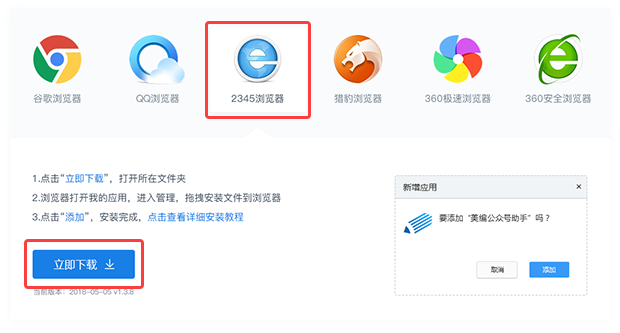 谷歌浏览器 QQ浏览器 2345浏览器 猎豹浏览器 360极速浏览器 360安全浏览器
1.点击“立即下载”，打开所在文件夹
2.浏览器打开我的应用，进入管理，拖拽安装文件到浏览器
3.点击“添加”，安装完成，点击查看详细安装教程
立即下载
当前版本：2018-05-05 v1.3.8
新增应用
要添加“美编公众号助手”吗？
取消 添加